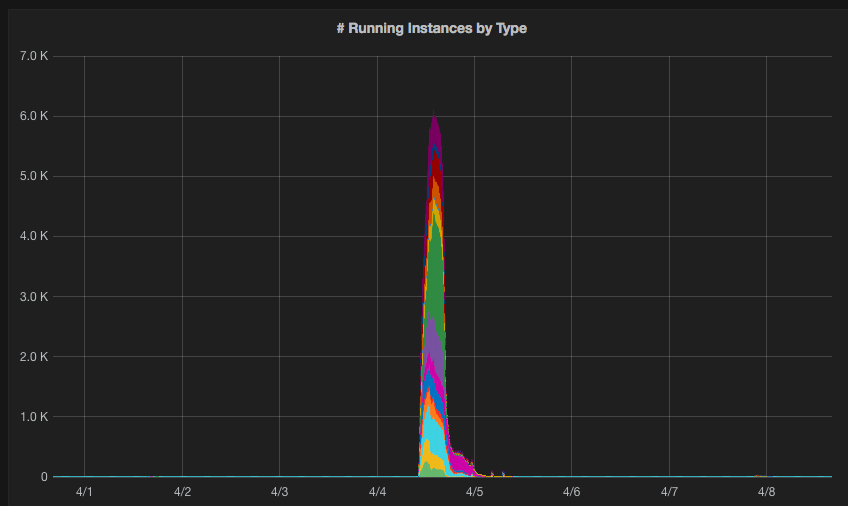 # Running Instances by Type
7.0 K
6.0 K
5.0 K
4.0 K
3.0 K
2.0 K
1.0 K
0
4/1 4/2 4/3 4/4 4/5 4/6 4/7 4/8